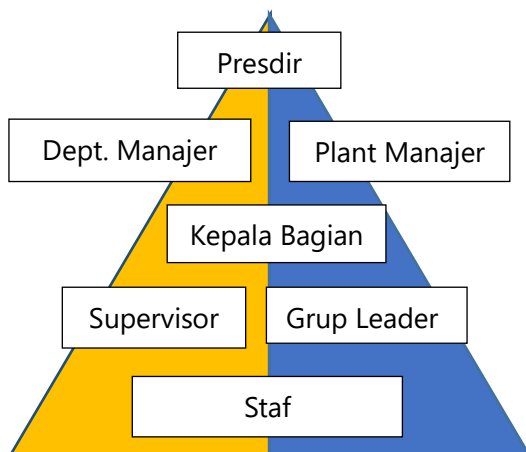 Presdir
Dept. Manajer
Plant Manajer
Kepala Bagian
Supervisor
Grup Leader
Staf